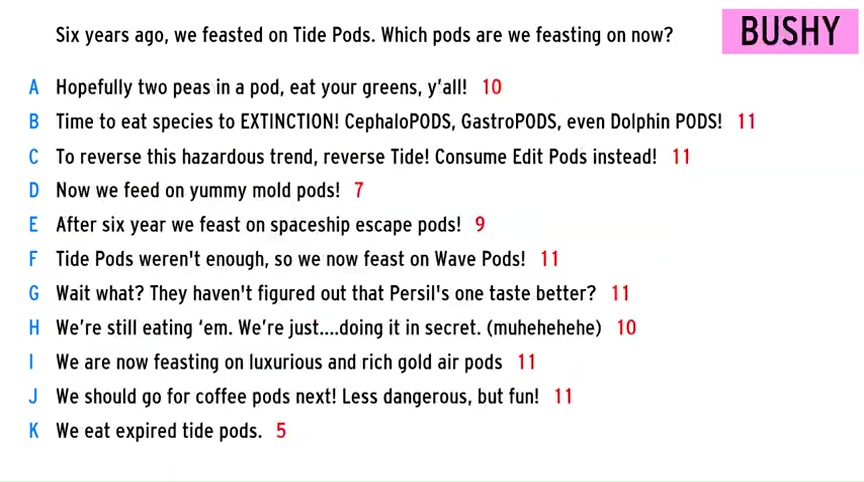 Six years ago, we feasted on Tide Pods. Which pods are we feasting on now?
BUSHY
A Hopefully two peas in a pod, eat your greens, y'all! 10
B Time to eat species to EXTINCTION! CephaloPODS, GastroPODS, even Dolphin PODS! 11
C To reverse this hazardous trend, reverse Tide! Consume Edit Pods instead! 11
D Now we feed on yummy mold pods! 7
E After six year we feast on spaceship escape pods! 9
F Tide Pods weren't enough, so we now feast on Wave Pods! 11
G Wait what? They haven't figured out that Persil's one taste better? 11
H We're still eating ‘em. We're just....doing it in secret. (muhehehehe) 10
I We are now feasting on luxurious and rich gold air pods 11
J We should go for coffee pods next! Less dangerous, but fun! 11
K We eat expired tide pods. 5